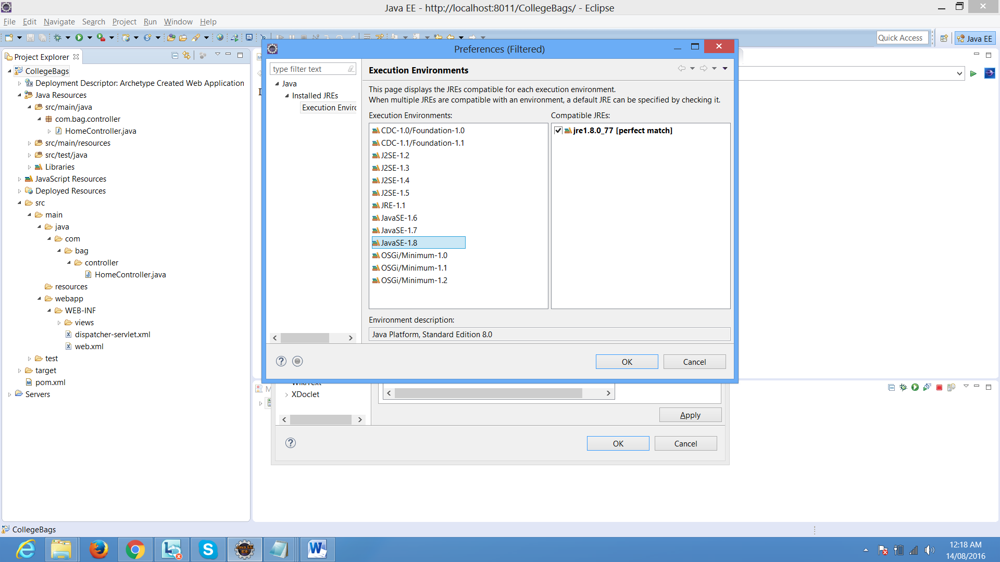 Java EE - http://localhost:8011/CollegeBags/ - Eclipse
File Edit Navigate Search Project Run Window Help
Quick Access
Java EE
Project Explorer
CollegeBags
Deployment Descriptor: Archetype Created Web Application
Java Resources
src/main/java
com.bag.controller
HomeController.java
src/main/resources
src/test/java
Libraries
JavaScript Resources
Deployed Resources
src
main
java
com
bag
controller
HomeController.java
resources
webapp
WEB-INF
views
dispatcher-servlet.xml
web.xml
test
target
pom.xml
Servers
Preferences (Filtered)
type filter text
Java
Installed JREs
Execution Enviro
Execution Environments
This page displays the JREs compatible for each execution environment.
When multiple JREs are compatible with an environment, a default JRE can be specified by checking it.
Execution Environments:
CDC-1.0/Foundation-1.0
CDC-1.1/Foundation-1.1
J2SE-1.2
J2SE-1.3
J2SE-1.4
J2SE-1.5
JRE-1.1
JavaSE-1.6
JavaSE-1.7
JavaSE-1.8
OSGi/Minimum-1.0
OSGi/Minimum-1.1
OSGi/Minimum-1.2
Compatible JREs:
jre1.8.0_77 [perfect match]
Environment description:
Java Platform, Standard Edition 8.0
OK Cancel
WikiText
XDoclet
Apply
OK Cancel
CollegeBags
12:18 AM
14/08/2016